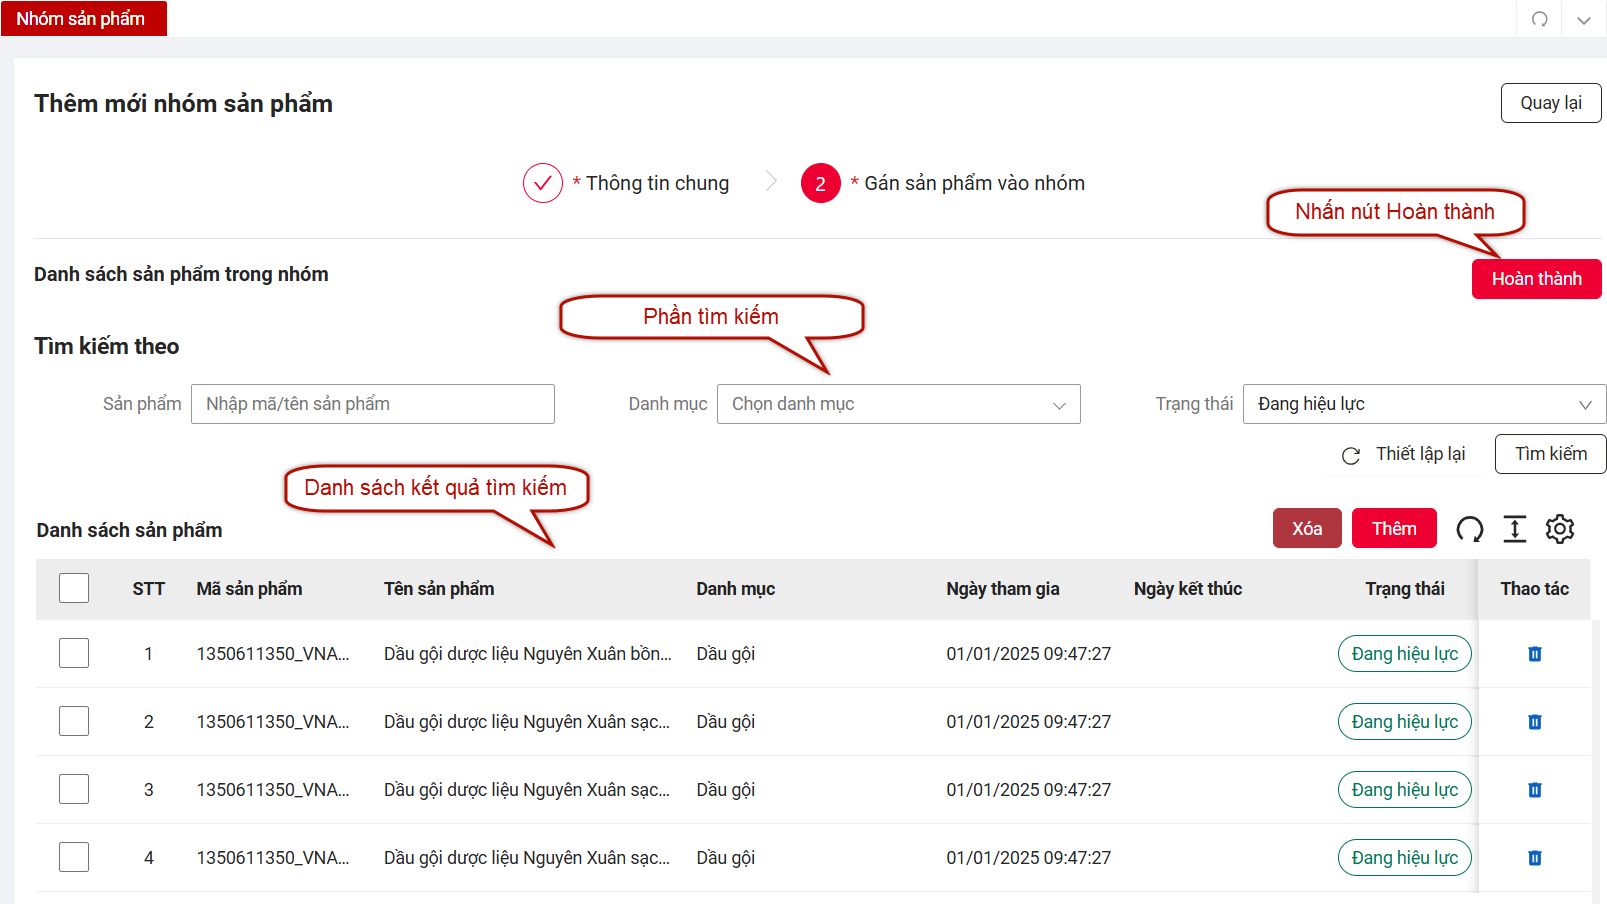 Nhóm sản phẩm
Thêm mới nhóm sản phẩm
Quay lại
* Thông tin chung
2 * Gán sản phẩm vào nhóm
Nhấn nút Hoàn thành
Danh sách sản phẩm trong nhóm
Hoàn thành
Phần tìm kiếm
Tìm kiếm theo
Sản phẩm Nhập mã/tên sản phẩm Danh mục Chọn danh mục Trạng thái Đang hiệu lực
Thiết lập lại Tìm kiếm
Danh sách kết quả tìm kiếm
Danh sách sản phẩm Xóa Thêm
STT Mã sản phẩm Tên sản phẩm Danh mục Ngày tham gia Ngày kết thúc Trạng thái Thao tác
1 1350611350_VNA... Dầu gội dược liệu Nguyên Xuân bồn... Dầu gội 01/01/2025 09:47:27 Đang hiệu lực
2 1350611350_VNA... Dầu gội dược liệu Nguyên Xuân sạc... Dầu gội 01/01/2025 09:47:27 Đang hiệu lực
3 1350611350_VNA... Dầu gội dược liệu Nguyên Xuân sạc... Dầu gội 01/01/2025 09:47:27 Đang hiệu lực
4 1350611350_VNA... Dầu gội dược liệu Nguyên Xuân sạc... Dầu gội 01/01/2025 09:47:27 Đang hiệu lực